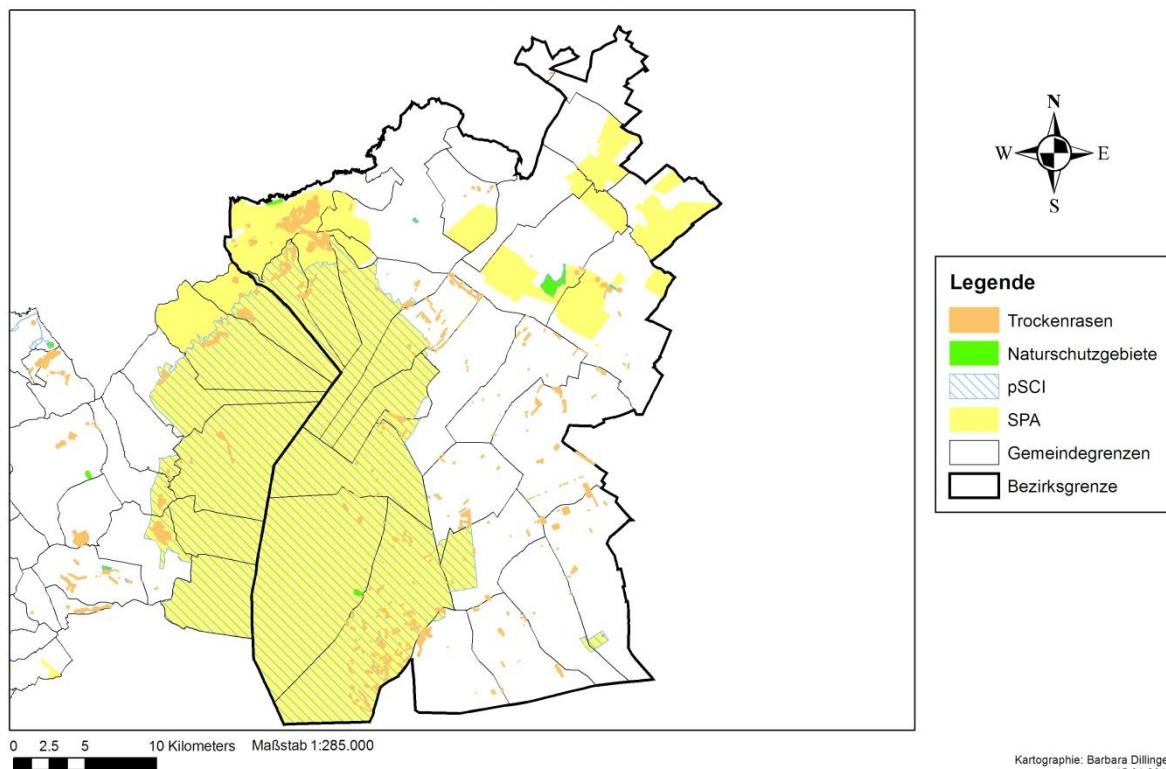 N
W E
S
Legende
Trockenrasen
Naturschutzgebiete
pSCI
SPA
Gemeindegrenzen
Bezirksgrenze
0 2.5 5 10 Kilometers Maßstab 1:285.000
Kartographie: Barbara